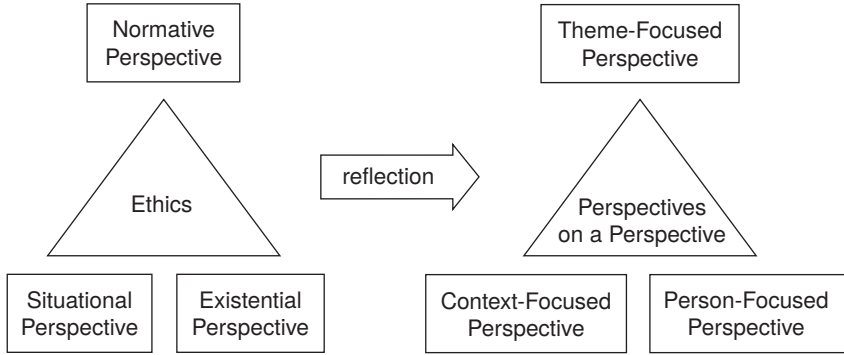 Normative
Perspective
Ethics
Situational
Perspective
Existential
Perspective
reflection
Theme-Focused
Perspective
Perspectives
on a Perspective
Context-Focused
Perspective
Person-Focused
Perspective